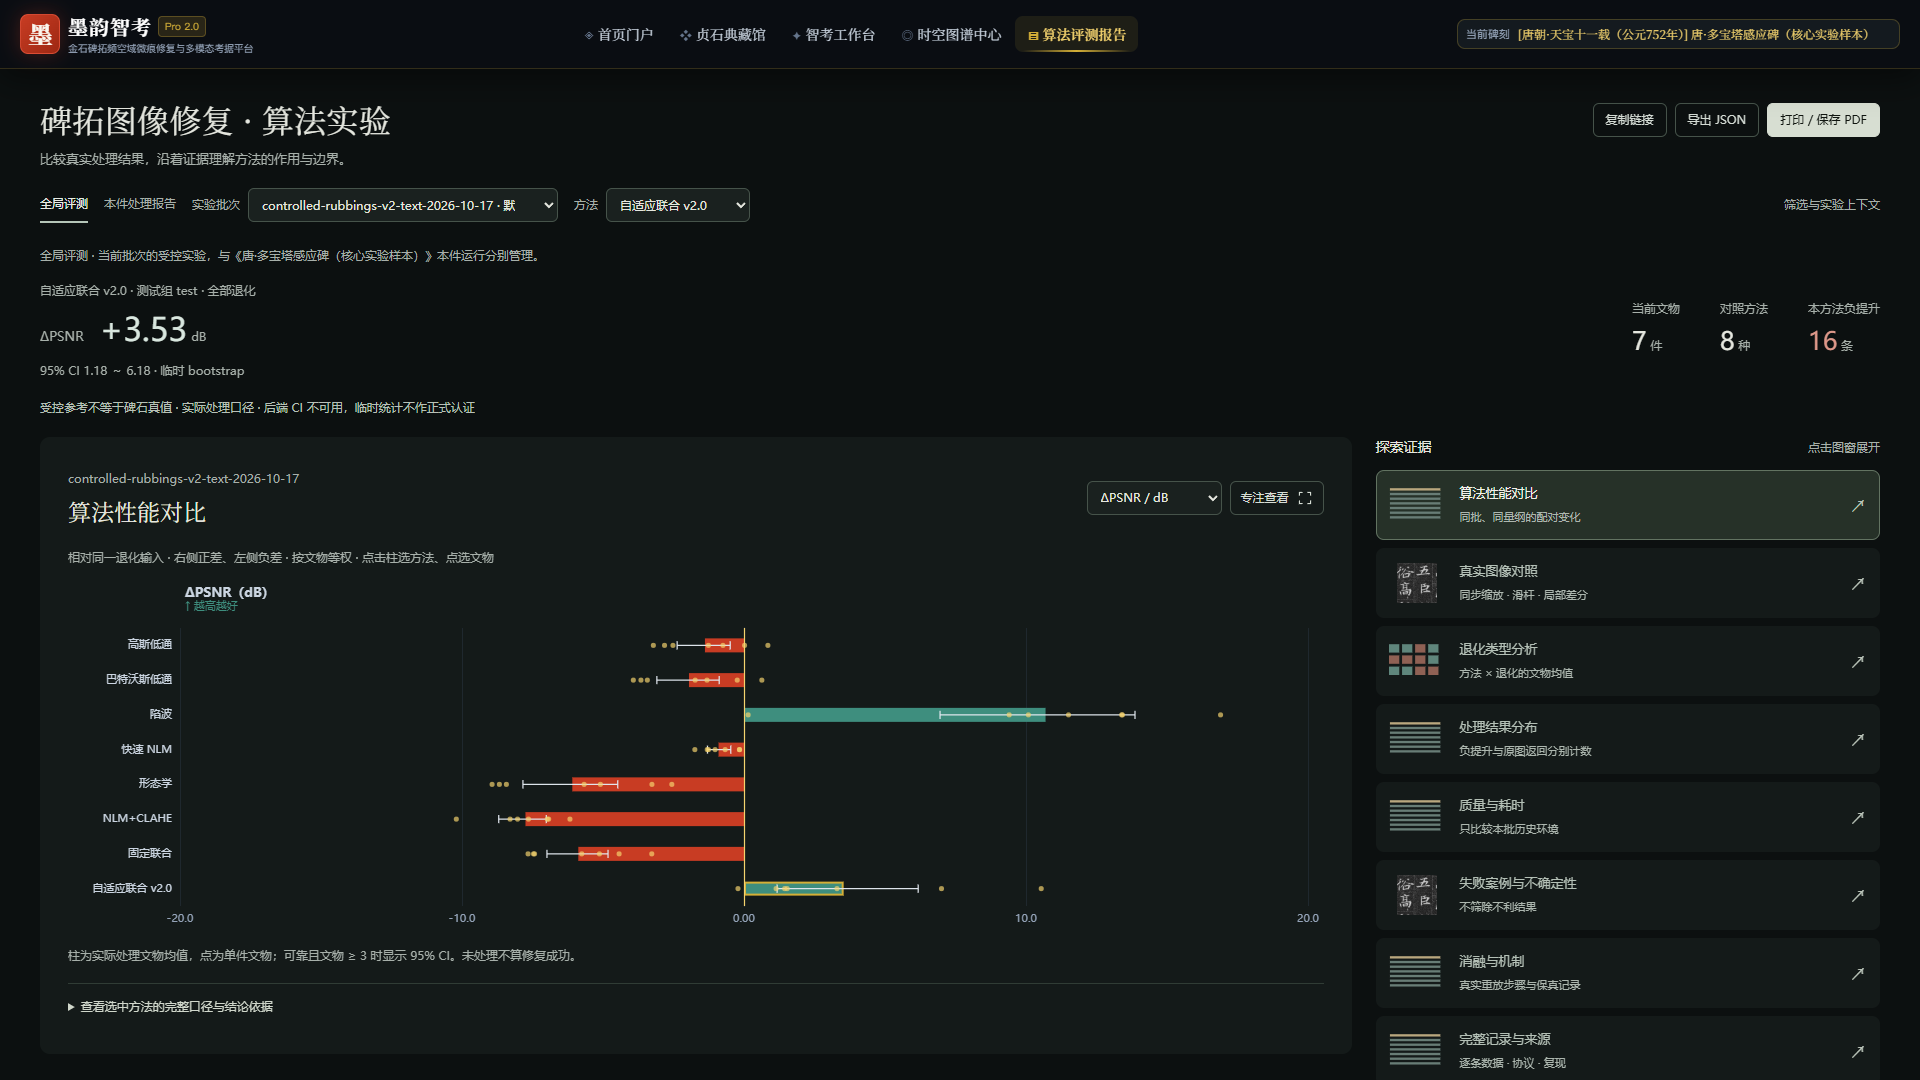 墨
墨韵智考 Pro 2.0
金石碑拓频空域微痕修复与多模态考据平台
首页门户
贞石典藏馆
智考工作台
时空图谱中心
算法评测报告
当前碑刻 [唐朝·天宝十一载（公元752年）] 唐·多宝塔感应碑（核心实验样本）
碑拓图像修复 · 算法实验
比较真实处理结果，沿着证据理解方法的作用与边界。
复制链接
导出 JSON
打印 / 保存 PDF
全局评测 本件处理报告 实验批次 controlled-rubbings-v2-text-2026-10-17 · 默 方法 自适应联合 v2.0
筛选与实验上下文
全局评测 · 当前批次的受控实验，与《唐·多宝塔感应碑（核心实验样本）》本件运行分别管理。
自适应联合 v2.0 · 测试组 test · 全部退化
ΔPSNR +3.53 dB
95% CI 1.18 ～ 6.18 · 临时 bootstrap
当前文物
7 件
对照方法
8 种
本方法负提升
16 条
受控参考不等于碑石真值 · 实际处理口径 · 后端 CI 不可用，临时统计不作正式认证
controlled-rubbings-v2-text-2026-10-17
算法性能对比
ΔPSNR / dB
专注查看
相对同一退化输入 · 右侧正差、左侧负差 · 按文物等权 · 点击柱选方法、点选文物
ΔPSNR (dB)
↑ 越高越好
高斯低通
巴特沃斯低通
陷波
快速 NLM
形态学
NLM+CLAHE
固定联合
自适应联合 v2.0
-20.0 -10.0 0.00 10.0 20.0
柱为实际处理文物均值，点为单件文物；可靠且文物 ≥ 3 时显示 95% CI。未处理不算修复成功。
▶ 查看选中方法的完整口径与结论依据
探索证据
点击图窗展开
算法性能对比
同批、同量纲的配对变化
俗 五
高 臣
真实图像对照
同步缩放 · 滑杆 · 局部差分
退化类型分析
方法 × 退化的文物均值
处理结果分布
负提升与原图返回分别计数
质量与耗时
只比较本批历史环境
俗 五
高 臣
失败案例与不确定性
不筛除不利结果
消融与机制
真实重放步骤与保真记录
完整记录与来源
逐条数据 · 协议 · 复现